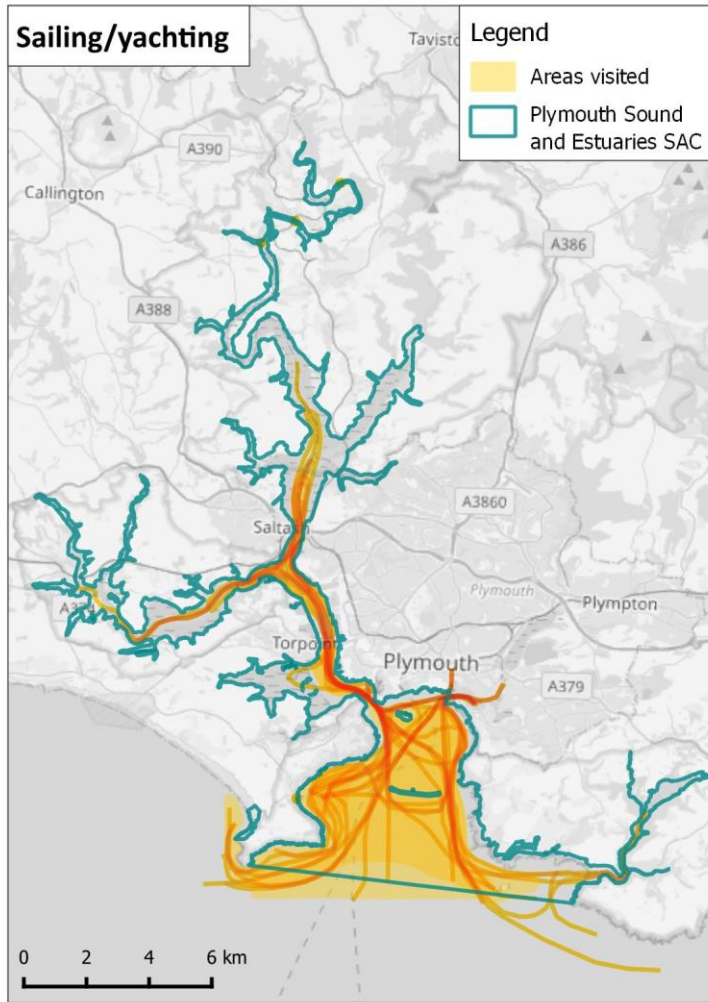 Sailing/yachting
Legend
Areas visited
Plymouth Sound
and Estuaries SAC
Tavisto
A390
Callington
A386
A388
A3860
Saltash
Plymouth
Plympton
Torpoint
Plymouth
A379
0 2 4 6 km